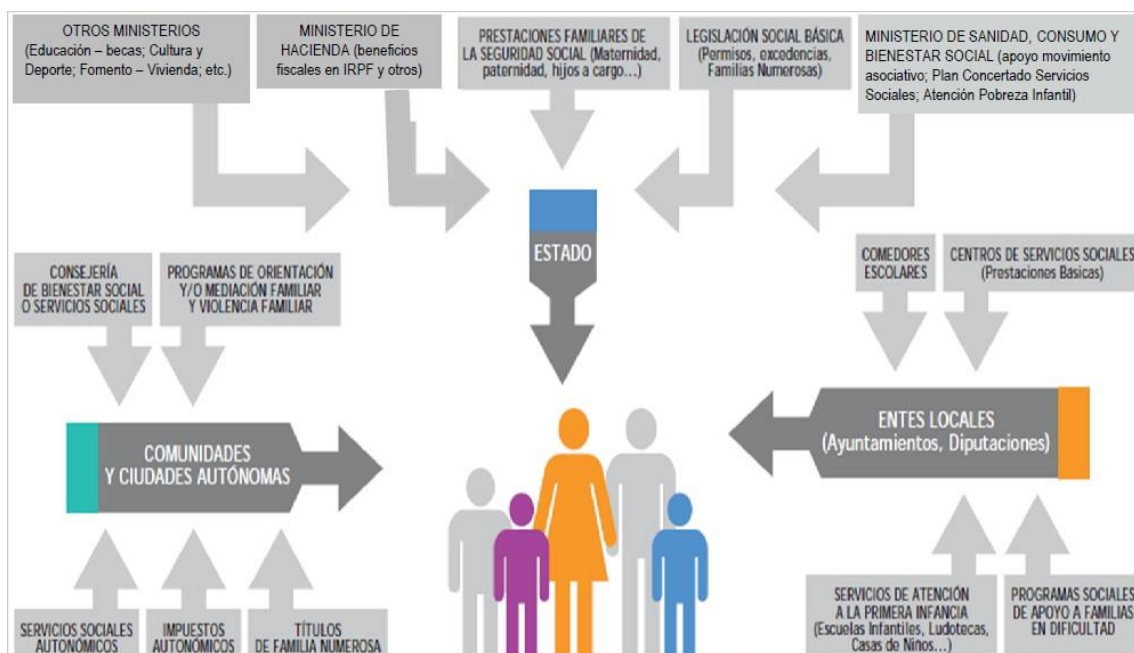 OTROS MINISTERIOS
(Educación – becas; Cultura y
Deporte; Fomento – Vivienda; etc.)
MINISTERIO DE
HACIENDA (beneficios
fiscales en IRPF y otros)
PRESTACIONES FAMILIARES DE
LA SEGURIDAD SOCIAL (Maternidad,
paternidad, hijos a cargo...)
LEGISLACIÓN SOCIAL BÁSICA
(Permisos, excedencias,
Familias Numerosas)
MINISTERIO DE SANIDAD, CONSUMO Y
BIENESTAR SOCIAL (apoyo movimiento
asociativo; Plan Concertado Servicios
Sociales; Atención Pobreza Infantil)
ESTADO
CONSEJERÍA
DE BIENESTAR SOCIAL
O SERVICIOS SOCIALES
PROGRAMAS DE ORIENTACIÓN
Y/O MEDIACIÓN FAMILIAR
Y VIOLENCIA FAMILIAR
COMEDORES
ESCOLARES
CENTROS DE SERVICIOS SOCIALES
(Prestaciones Básicas)
COMUNIDADES
Y CIUDADES AUTÓNOMAS
ENTES LOCALES
(Ayuntamientos, Diputaciones)
SERVICIOS SOCIALES
AUTONÓMICOS
IMPUESTOS
AUTONÓMICOS
TÍTULOS
DE FAMILIA NUMEROSA
SERVICIOS DE ATENCIÓN
A LA PRIMERA INFANCIA
(Escuelas Infantiles, Ludotecas,
Casas de Niños...)
PROGRAMAS SOCIALES
DE APOYO A FAMILIAS
EN DIFICULTAD